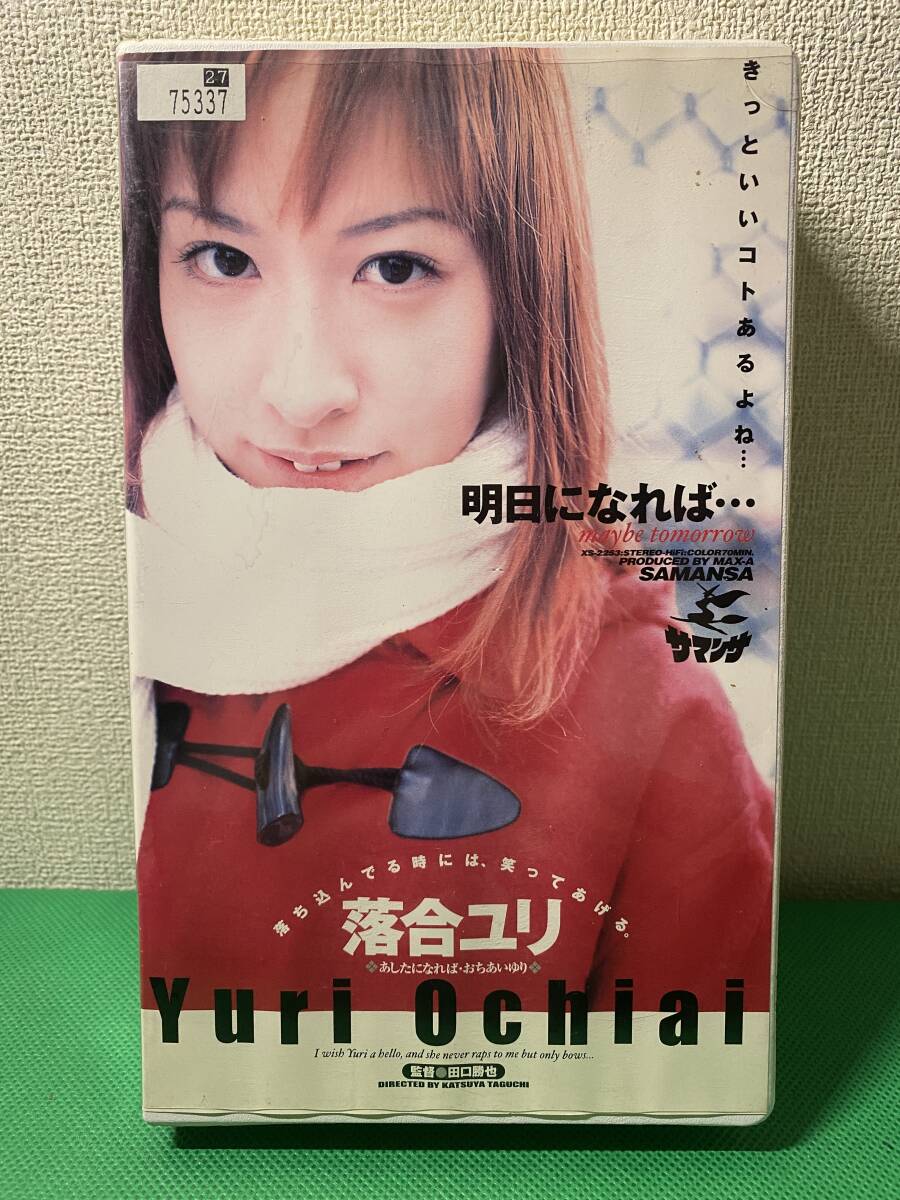 27
75337
きっといいコトあるよね…
明日になれば…
maybe tomorrow
XS-2253:STEREO-HiFi:COLOR70MIN.
PRODUCED BY MAX-A
SAMANSA
サマンサ
落ち込んでる時には、笑ってあげる。
落合ユリ
❖あしたになれば・おちあいゆり❖
Yuri Ochiai
I wish Yuri a hello, and she never raps to me but only bows...
監督●田口勝也
DIRECTED BY KATSUYA TAGUCHI